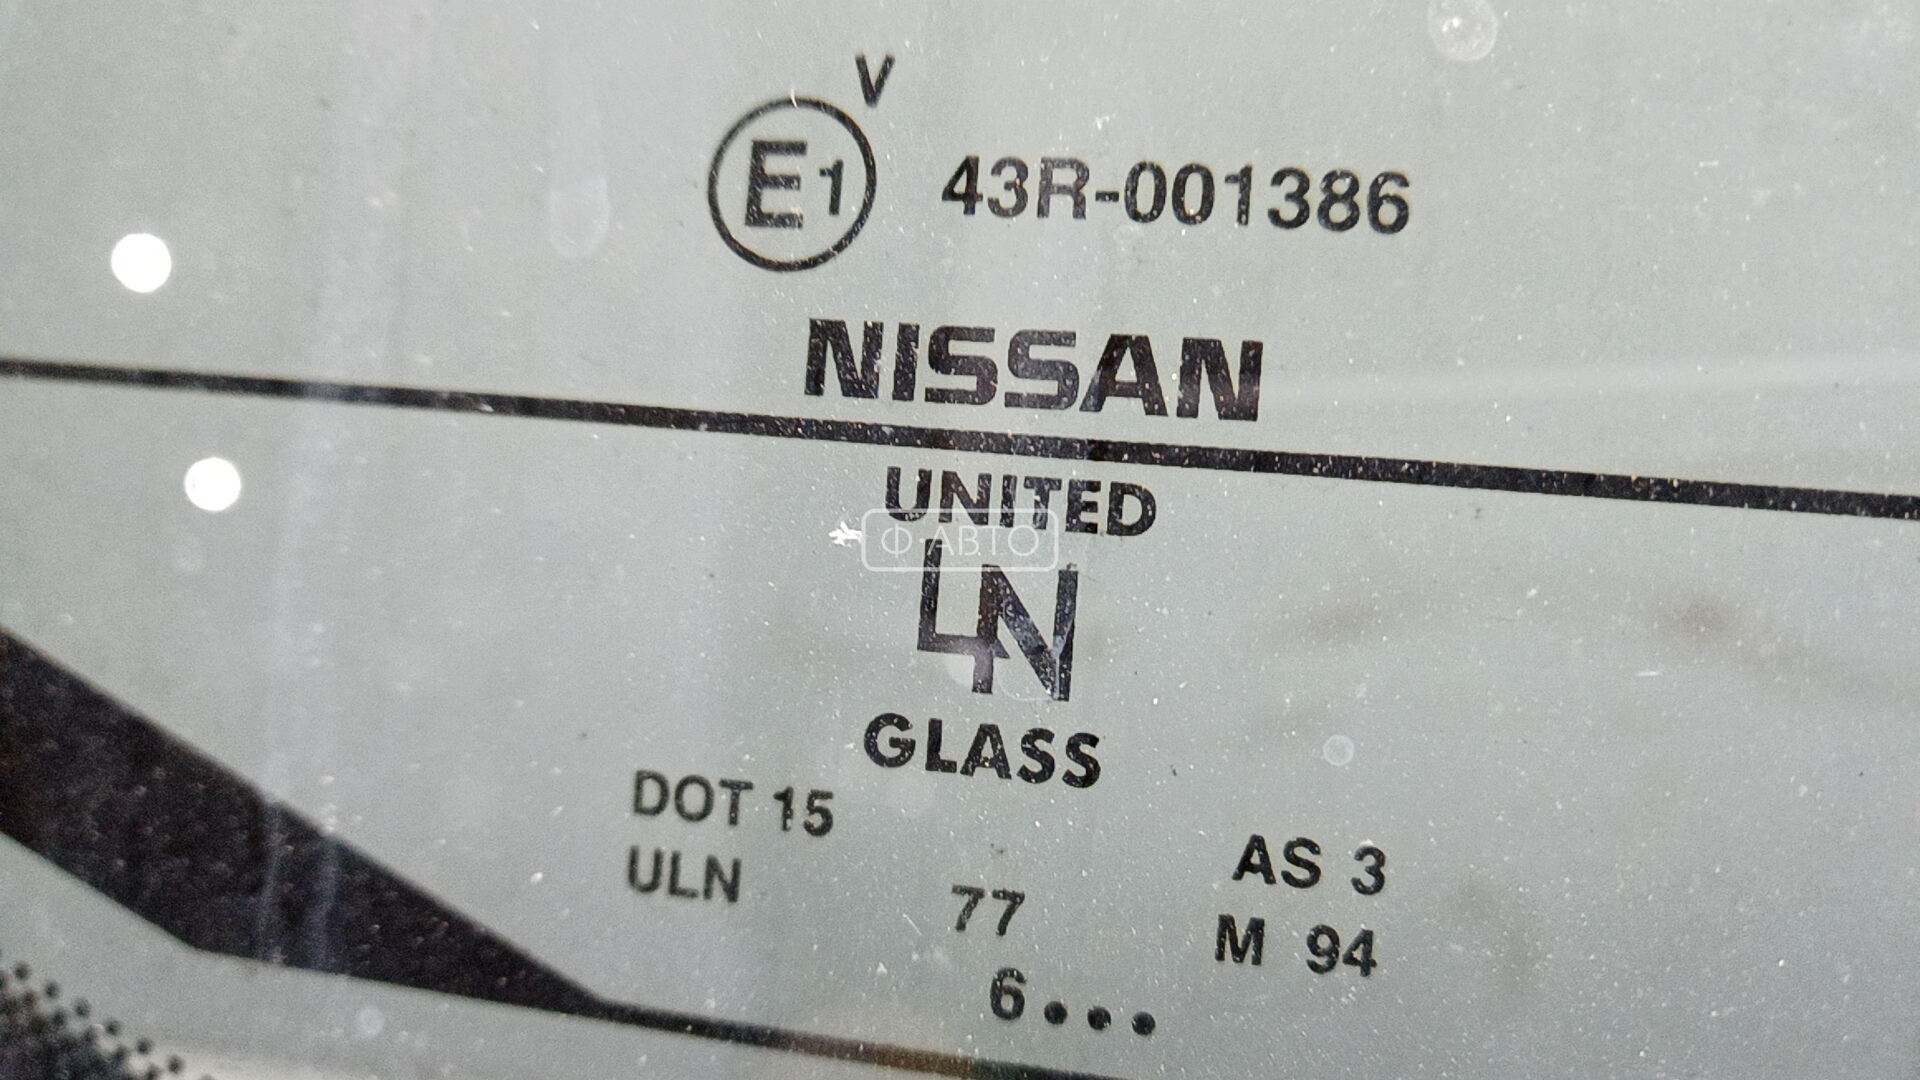 V
E1 43R-001386
NISSAN
UNITED
Ф·АВТО
LN
GLASS
DOT 15
ULN
AS 3
77
M 94
6•••